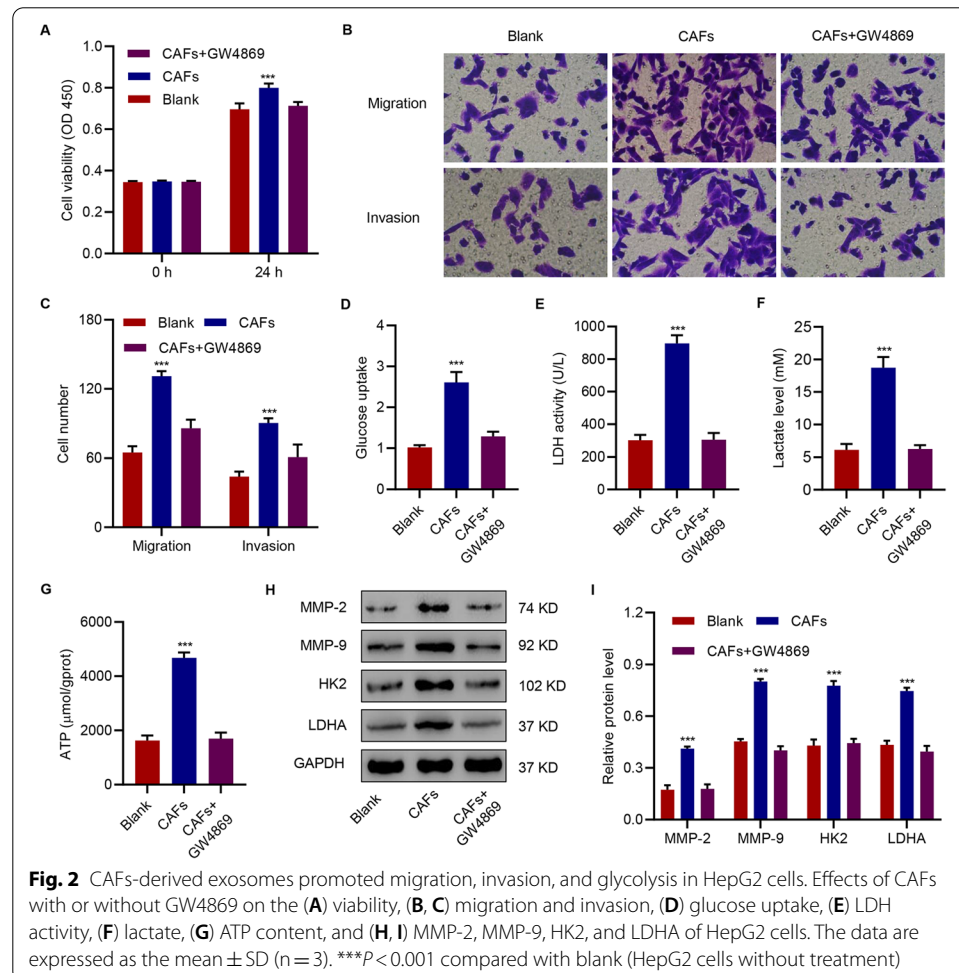 A
1.0
0.8
0.6
0.4
0.2
0.0
Cell viability (OD 450)
CAFs+GW4869
CAFs
Blank
***
0 h
24 h
B
Blank
CAFs
CAFs+GW4869
Migration
Invasion
C
180
120
60
0
Cell number
Blank
CAFs
CAFs+GW4869
***
***
Migration
Invasion
D
4
3
2
1
0
Glucose uptake
***
Blank
CAFs
CAFs+
GW4869
E
1000
800
600
400
200
0
LDH activity (U/L)
***
Blank
CAFs
CAFs+
GW4869
F
25
20
15
10
5
0
Lactate level (mM)
***
Blank
CAFs
CAFs+
GW4869
G
6000
4000
2000
0
ATP (μmol/gprot)
***
Blank
CAFs
CAFs+
GW4869
H
MMP-2
74 KD
MMP-9
92 KD
HK2
102 KD
LDHA
37 KD
GAPDH
37 KD
Blank
CAFs
CAFs+
GW4869
I
1.2
0.9
0.6
0.3
0.0
Relative protein level
Blank
CAFs
CAFs+GW4869
***
***
***
***
MMP-2
MMP-9
HK2
LDHA
Fig. 2 CAFs-derived exosomes promoted migration, invasion, and glycolysis in HepG2 cells. Effects of CAFs
with or without GW4869 on the (A) viability, (B, C) migration and invasion, (D) glucose uptake, (E) LDH
activity, (F) lactate, (G) ATP content, and (H, I) MMP-2, MMP-9, HK2, and LDHA of HepG2 cells. The data are
expressed as the mean ± SD (n = 3). ***P < 0.001 compared with blank (HepG2 cells without treatment)